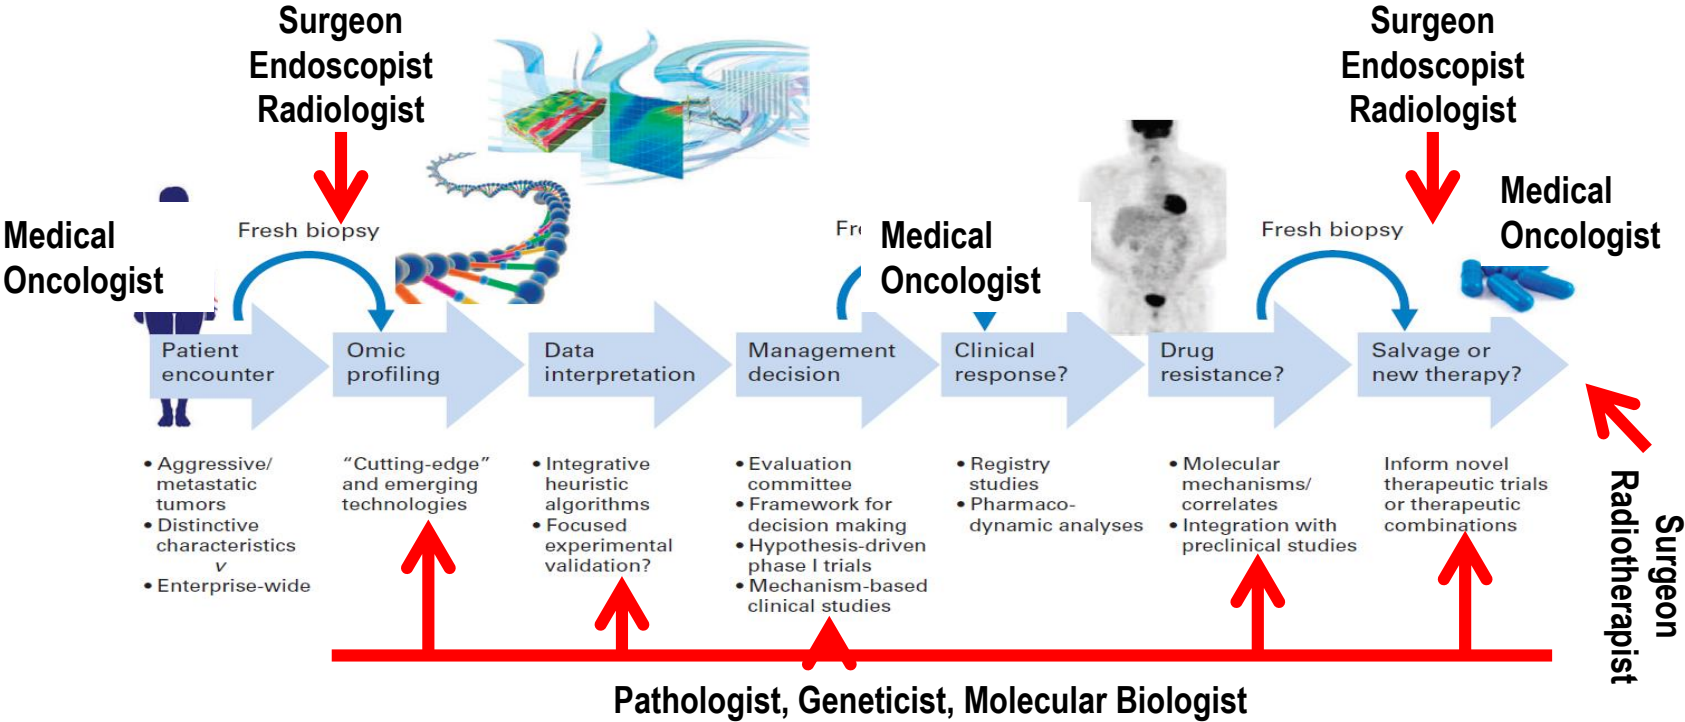 Surgeon
Endoscopist
Radiologist
Surgeon
Endoscopist
Radiologist
Medical
Oncologist
Fresh biopsy
Medical
Oncologist
Fresh biopsy
Medical
Oncologist
Patient
encounter
Omic
profiling
Data
interpretation
Management
decision
Clinical
response?
Drug
resistance?
Salvage or
new therapy?
• Aggressive/
metastatic
tumors
• Distinctive
characteristics
v
• Enterprise-wide
“Cutting-edge”
and emerging
technologies
• Integrative
heuristic
algorithms
• Focused
experimental
validation?
• Evaluation
committee
• Framework for
decision making
• Hypothesis-driven
phase I trials
• Mechanism-based
clinical studies
• Registry
studies
• Pharmaco-
dynamic analyses
• Molecular
mechanisms/
correlates
• Integration with
preclinical studies
Inform novel
therapeutic trials
or therapeutic
combinations
Surgeon
Radiotherapist
Pathologist, Geneticist, Molecular Biologist